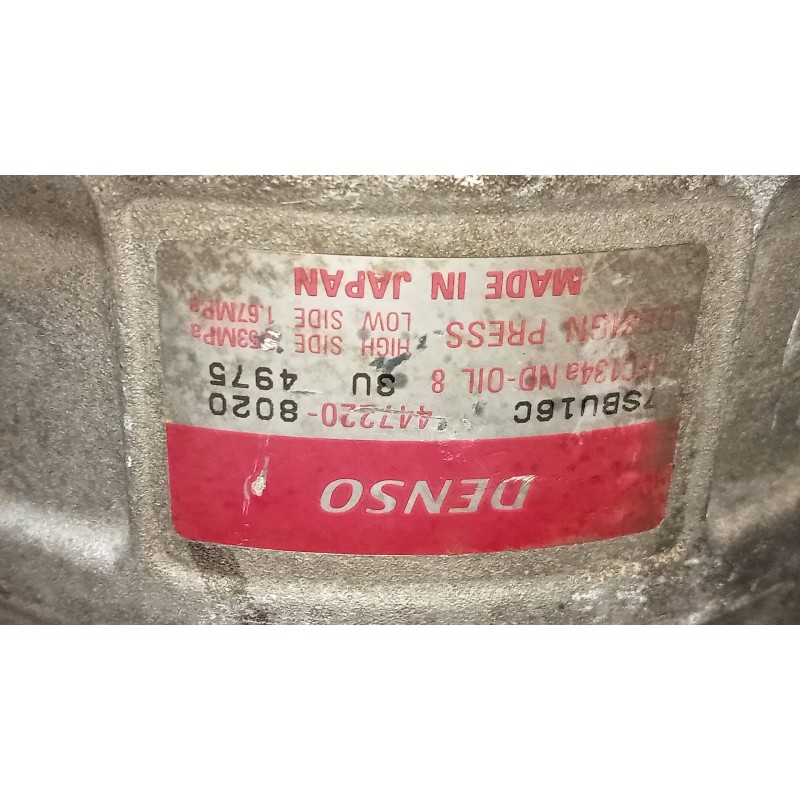 DENSO
7SBU16C 447220-8020
HFC134a ND-OIL 8 3U 4975
DESIGN PRESS HIGH SIDE 53MPa
LOW SIDE 1.67MPa
MADE IN JAPAN